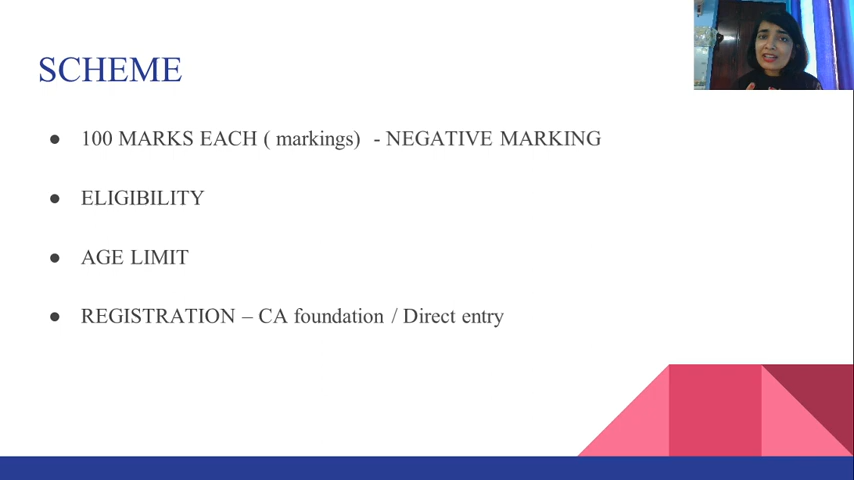 SCHEME
● 100 MARKS EACH ( markings) - NEGATIVE MARKING
● ELIGIBILITY
● AGE LIMIT
● REGISTRATION – CA foundation / Direct entry